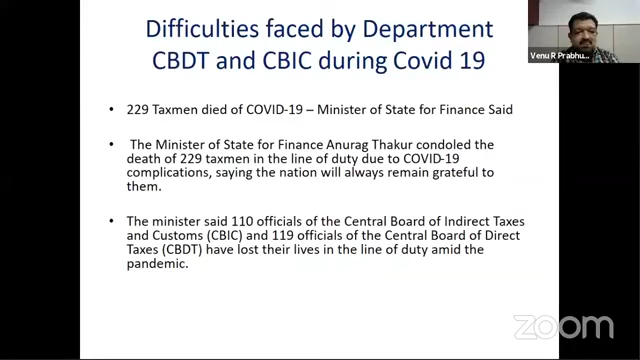 Difficulties faced by Department
CBDT and CBIC during Covid 19
Venu R Prabhu...
• 229 Taxmen died of COVID-19 – Minister of State for Finance Said
• The Minister of State for Finance Anurag Thakur condoled the
death of 229 taxmen in the line of duty due to COVID-19
complications, saying the nation will always remain grateful to
them.
• The minister said 110 officials of the Central Board of Indirect Taxes
and Customs (CBIC) and 119 officials of the Central Board of Direct
Taxes (CBDT) have lost their lives in the line of duty amid the
pandemic.
zoom